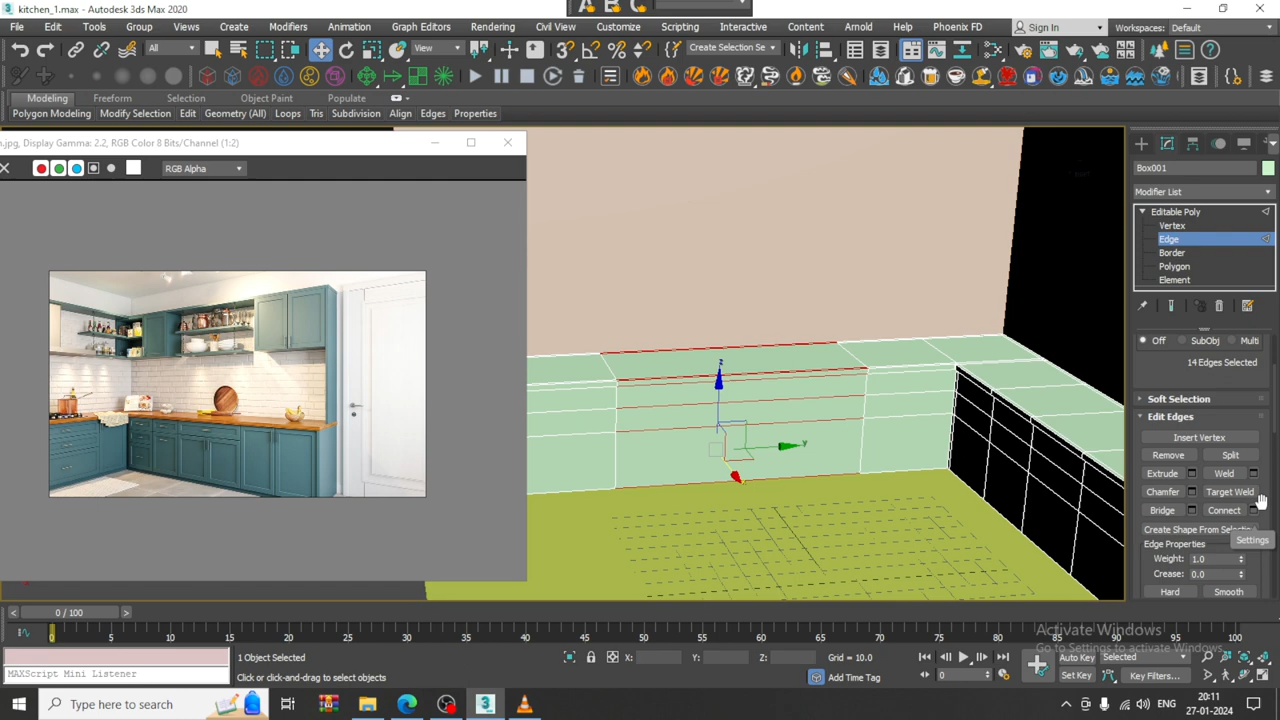 kitchen_1.max - Autodesk 3ds Max 2020
File Edit Tools Group Views Create Modifiers Animation Graph Editors Rendering Civil View Customize Scripting Interactive Content Arnold Help Phoenix FD Sign In Workspaces: Default
All View Create Selection Se
Modeling Freeform Selection Object Paint Populate
Polygon Modeling Modify Selection Edit Geometry (All) Loops Tris Subdivision Align Edges Properties
.jpg, Display Gamma: 2.2, RGB Color 8 Bits/Channel (1:2)
RGB Alpha
Box001
Modifier List
Editable Poly
Vertex
Edge
Border
Polygon
Element
Off SubObj Multi
14 Edges Selected
Soft Selection
Edit Edges
Insert Vertex
Remove Split
Extrude Weld
Chamfer Target Weld
Bridge Connect
Create Shape From Selection
Settings
Edge Properties
Weight: 1.0
Crease: 0.0
Hard Smooth
z
y
< 0 / 100 >
0 5 10 15 20 25 30 35 40 45 50 55 60 65 70 75 80 85 90 95 100
Activate Windows
Go to Settings to activate Windows.
1 Object Selected X: Y: Z: Grid = 10.0 Auto Key Selected
MAXScript Mini Listener Click or click-and-drag to select objects Add Time Tag 0 Set Key Key Filters...
Type here to search
ENG
20:11
27-01-2024